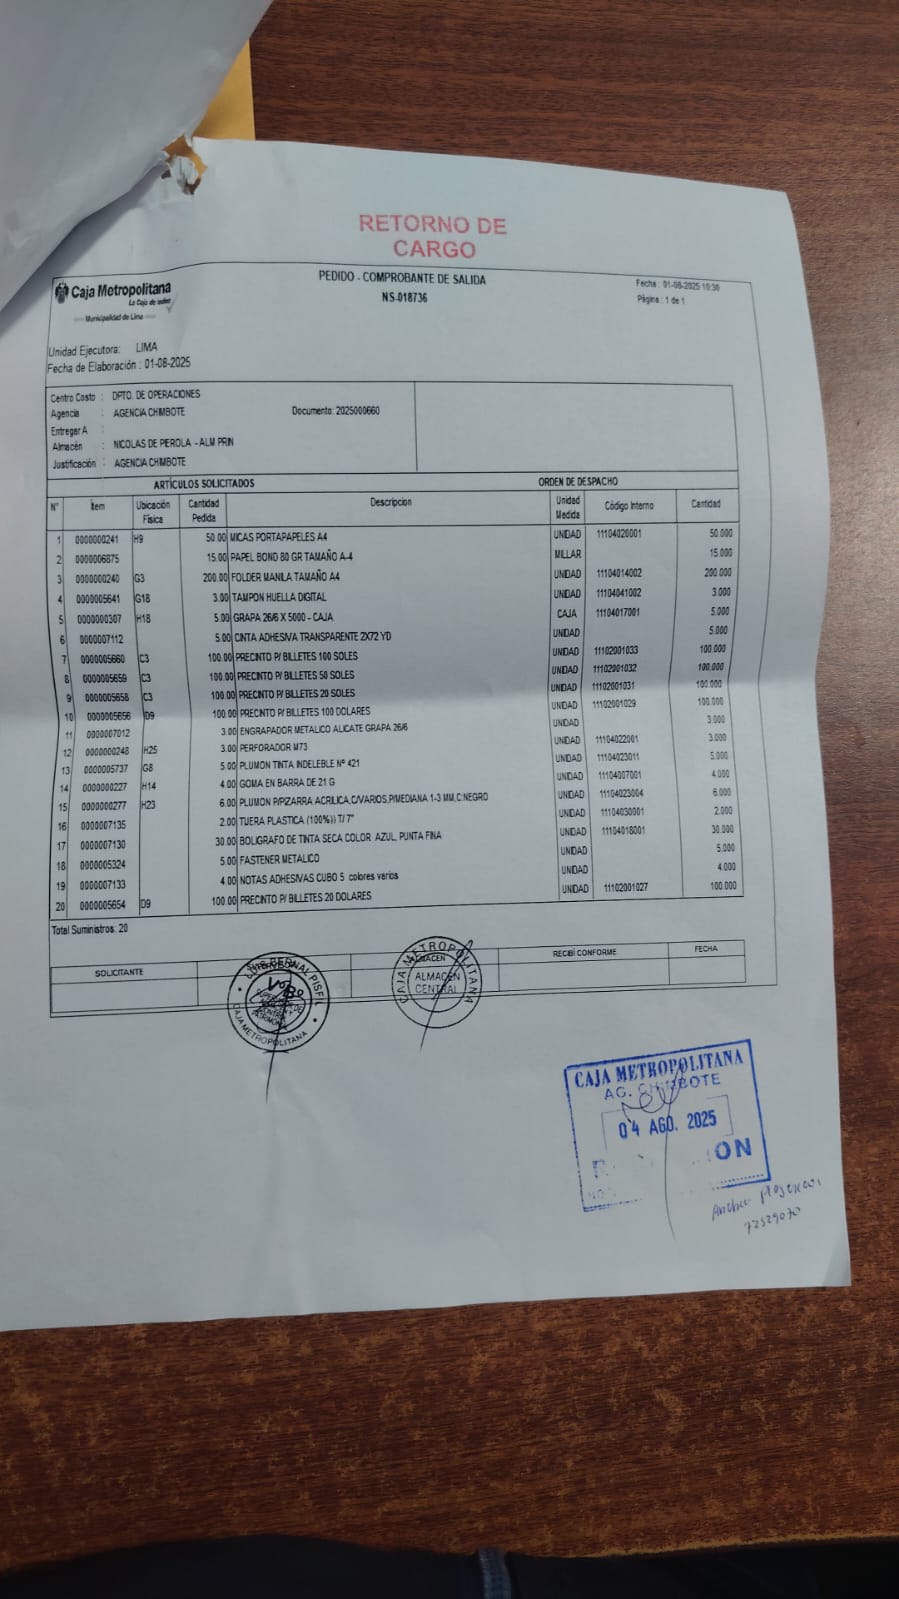 RETORNO DE
CARGO
Caja Metropolitana
La Caja de todos
Municipalidad de Lima
PEDIDO - COMPROBANTE DE SALIDA
NS-018736
Fecha : 01-08-2025 10:30
Página : 1 de 1
Unidad Ejecutora: LIMA
Fecha de Elaboración : 01-08-2025
Centro Costo : DPTO. DE OPERACIONES
Agencia : AGENCIA CHIMBOTE Documento: 2025000660
Entregar A :
Almacén : NICOLAS DE PEROLA - ALM PRIN
Justificación : AGENCIA CHIMBOTE
ARTÍCULOS SOLICITADOS ORDEN DE DESPACHO
N° Ítem Ubicación Física Cantidad Pedida Descripcion Unidad Medida Código Interno Cantidad
1 0000000241 H9 50.00 MICAS PORTAPAPELES A4 UNIDAD 11104020001 50.000
2 0000006875 15.00 PAPEL BOND 80 GR TAMAÑO A-4 MILLAR 15.000
3 0000000240 G3 200.00 FOLDER MANILA TAMAÑO A4 UNIDAD 11104014002 200.000
4 0000005641 G18 3.00 TAMPON HUELLA DIGITAL UNIDAD 11104041002 3.000
5 0000000307 H18 5.00 GRAPA 26/6 X 5000 - CAJA CAJA 11104017001 5.000
6 0000007112 5.00 CINTA ADHESIVA TRANSPARENTE 2X72 YD UNIDAD 5.000
7 0000005660 C3 100.00 PRECINTO P/ BILLETES 100 SOLES UNIDAD 11102001033 100.000
8 0000005659 C3 100.00 PRECINTO P/ BILLETES 50 SOLES UNIDAD 11102001032 100.000
9 0000005658 C3 100.00 PRECINTO P/ BILLETES 20 SOLES UNIDAD 11102001031 100.000
10 0000005656 D9 100.00 PRECINTO P/ BILLETES 100 DOLARES UNIDAD 11102001029 100.000
11 0000007012 3.00 ENGRAPADOR METALICO ALICATE GRAPA 26/6 UNIDAD 3.000
12 0000000248 H25 3.00 PERFORADOR M73 UNIDAD 11104022001 3.000
13 0000005737 G8 5.00 PLUMON TINTA INDELEBLE Nº 421 UNIDAD 11104023011 5.000
14 0000000227 H14 4.00 GOMA EN BARRA DE 21 G UNIDAD 11104007001 4.000
15 0000000277 H23 6.00 PLUMON P/PIZARRA ACRILICA,C/VARIOS,P/MEDIANA 1-3 MM,C:NEGRO UNIDAD 11104023004 6.000
16 0000007135 2.00 TIJERA PLASTICA (100%)) T/ 7" UNIDAD 11104030001 2.000
17 0000007130 30.00 BOLIGRAFO DE TINTA SECA COLOR AZUL, PUNTA FINA UNIDAD 11104018001 30.000
18 0000005324 5.00 FASTENER METALICO UNIDAD 5.000
19 0000007133 4.00 NOTAS ADHESIVAS CUBO 5 colores varios UNIDAD 4.000
20 0000005654 D9 100.00 PRECINTO P/ BILLETES 20 DOLARES UNIDAD 11102001027 100.000
Total Suministros: 20
SOLICITANTE ALMACEN RECIBÍ CONFORME FECHA
LUIS BERNAL PISFIL
VºBº
CAJA METROPOLITANA
CAJA METROPOLITANA
ALMACEN
CENTRAL
CAJA METROPOLITANA
AG. CHIMBOTE
04 AGO. 2025
72529070